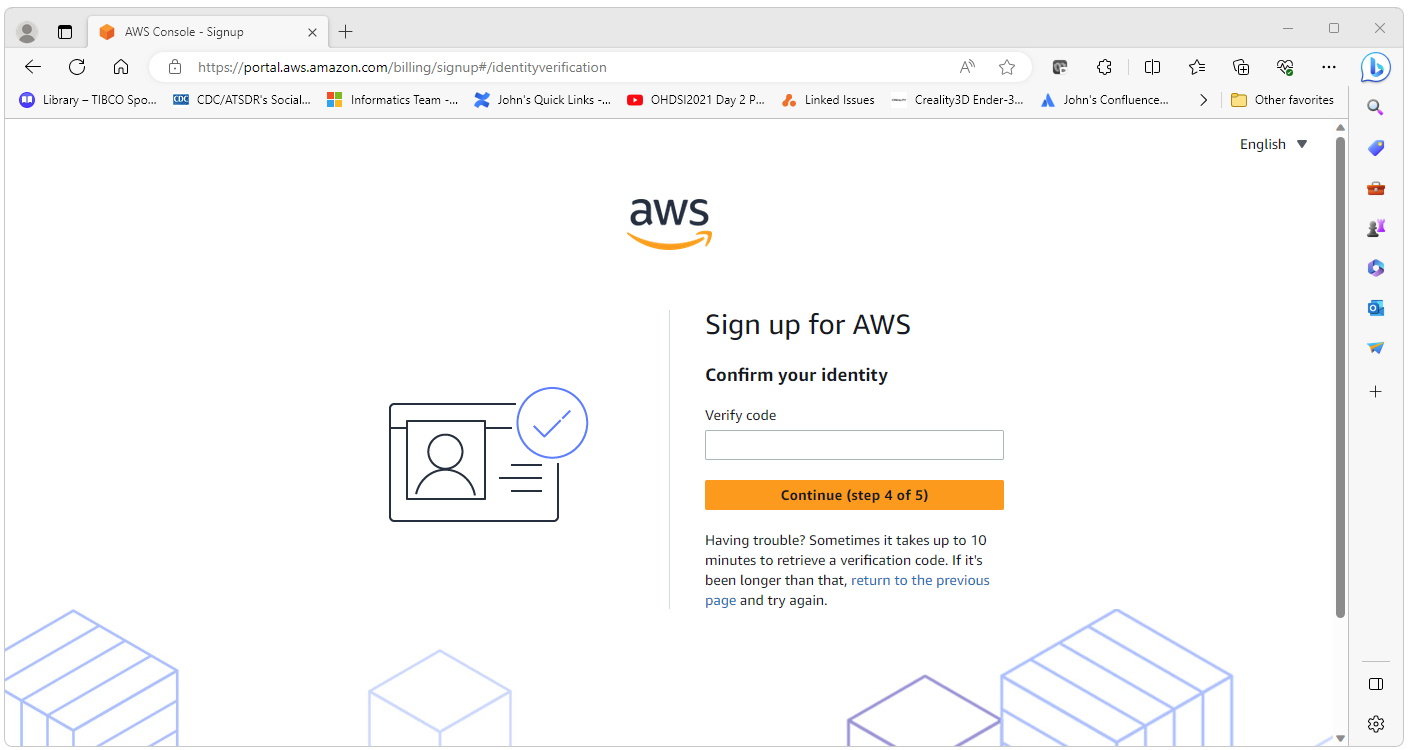 AWS Console - Signup
https://portal.aws.amazon.com/billing/signup#/identityverification
Library – TIBCO Spo...
CDC CDC/ATSDR's Social...
Informatics Team -...
John's Quick Links -...
OHDSI2021 Day 2 P...
Linked Issues
Creality3D Ender-3...
John's Confluence...
Other favorites
English
aws
Sign up for AWS
Confirm your identity
Verify code
Continue (step 4 of 5)
Having trouble? Sometimes it takes up to 10
minutes to retrieve a verification code. If it's
been longer than that, return to the previous
page and try again.